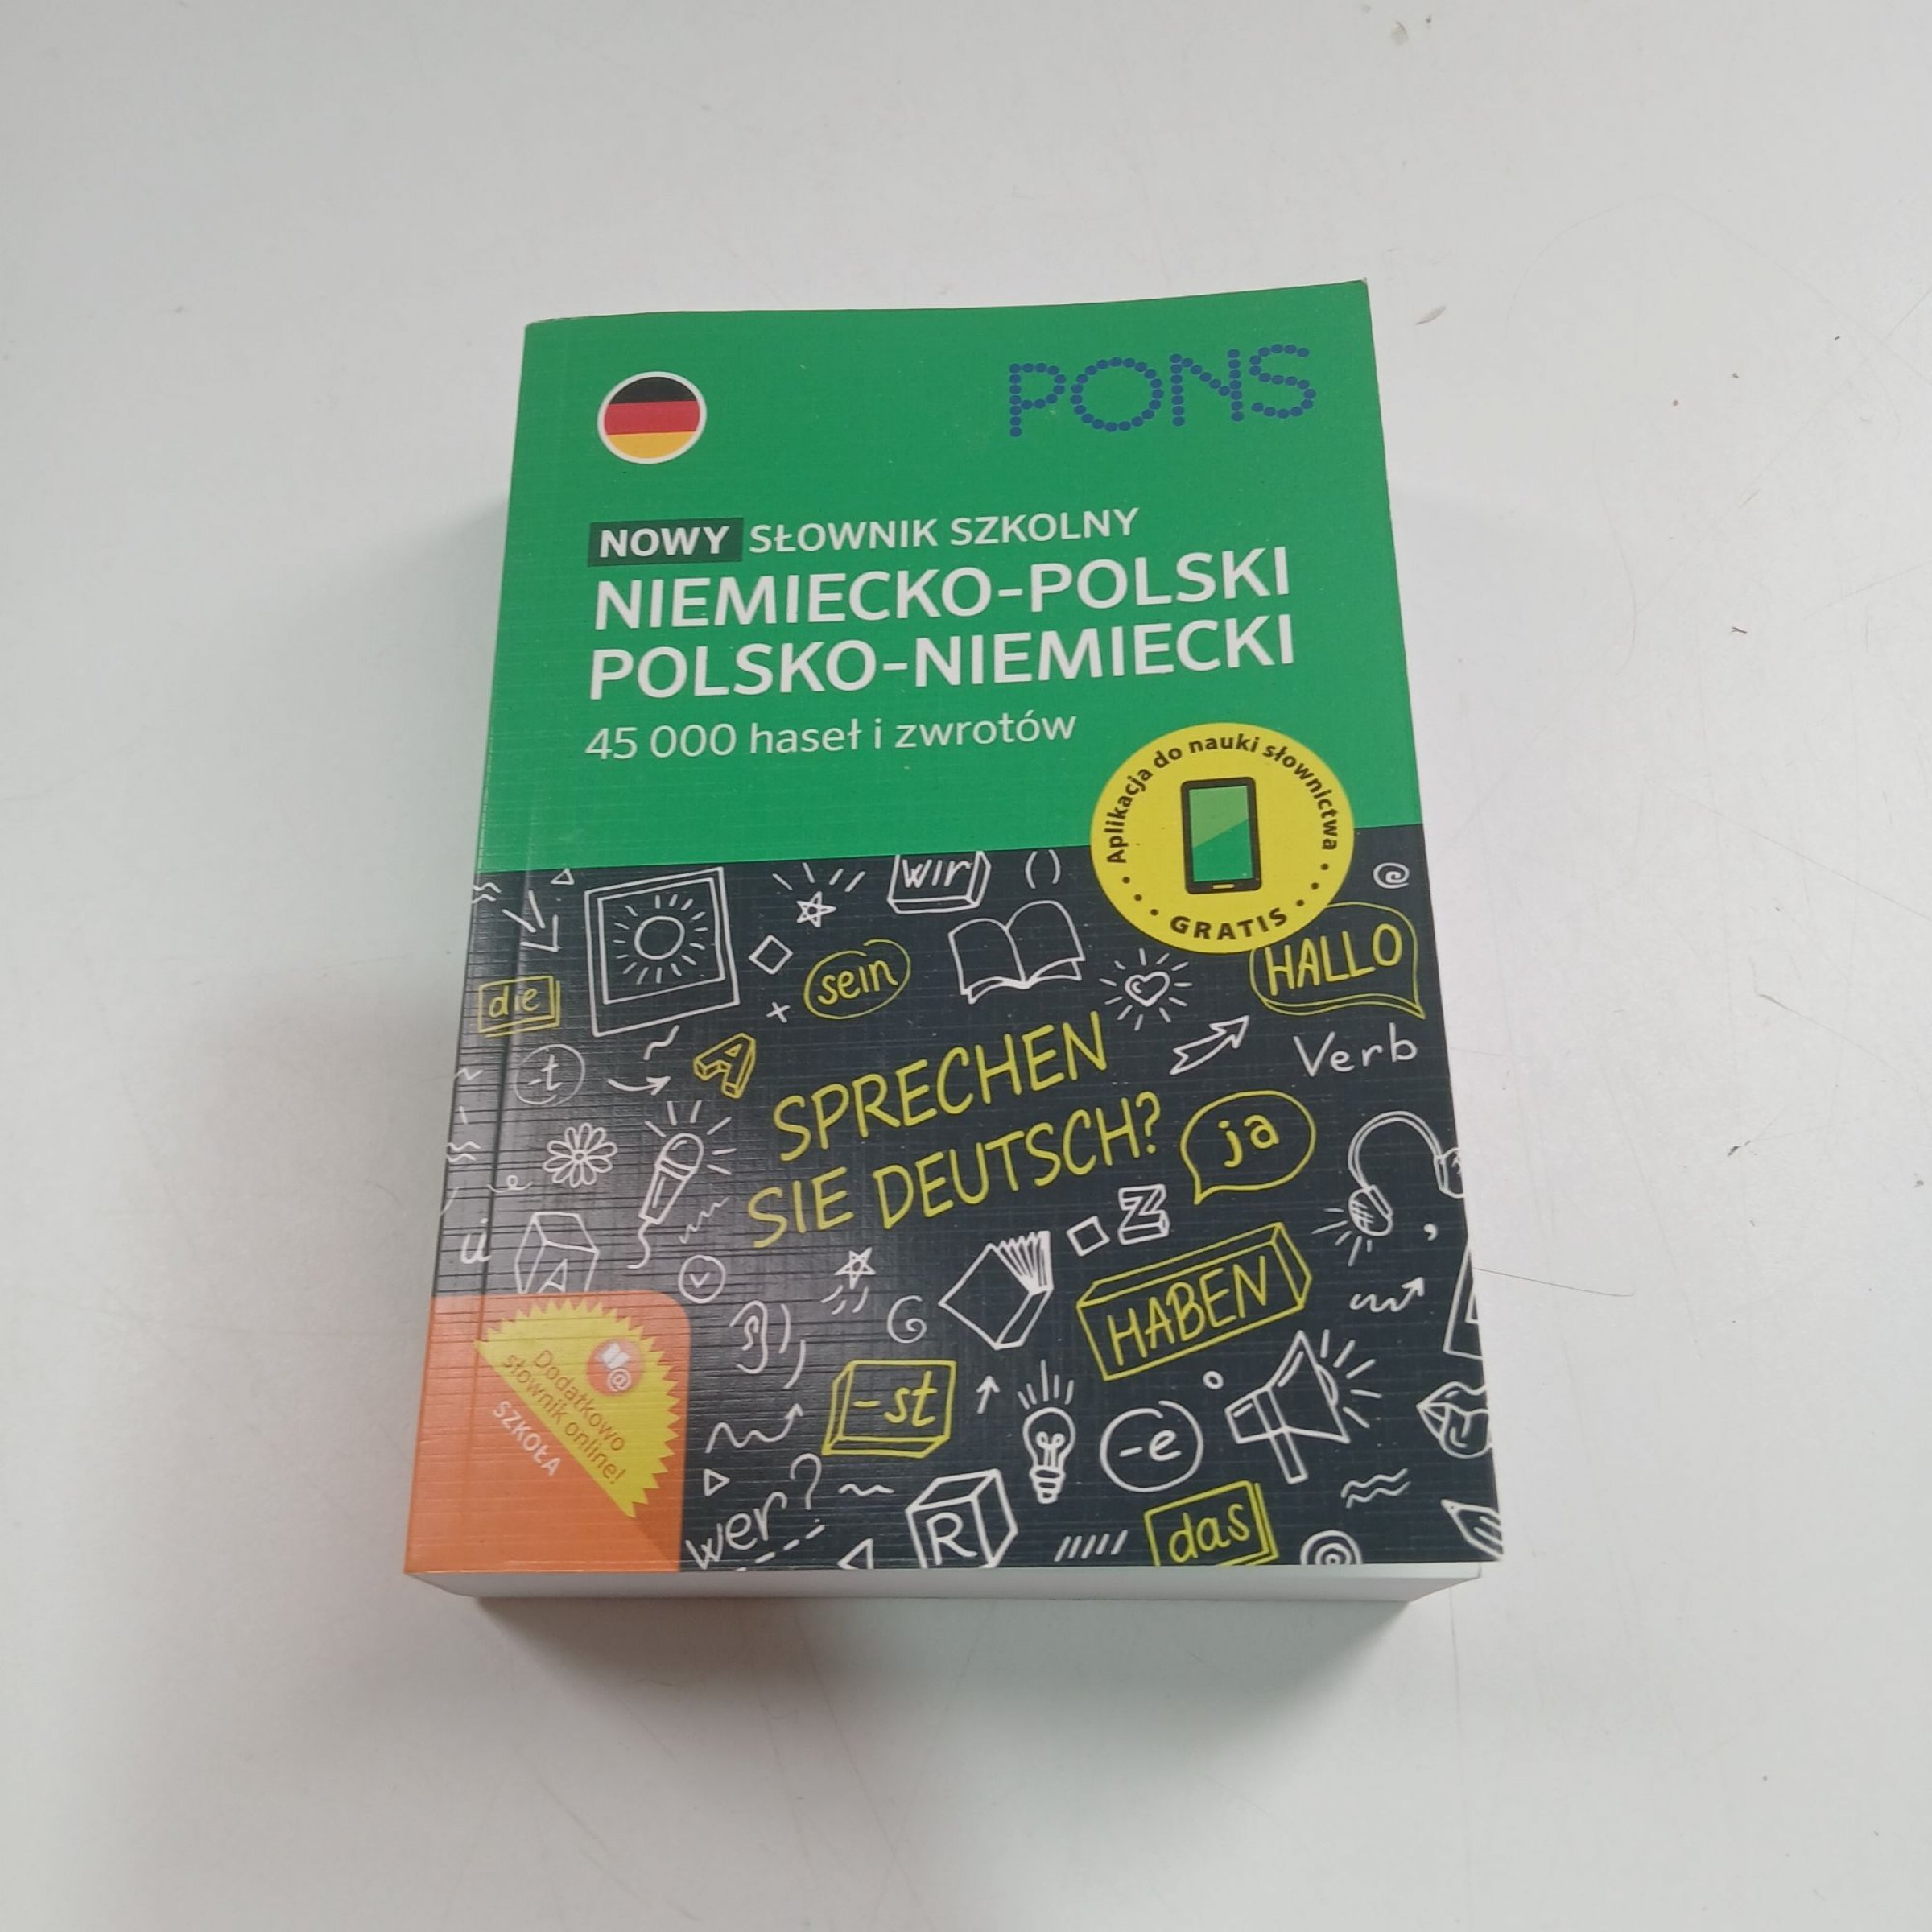 PONS
NOWY SŁOWNIK SZKOLNY
NIEMIECKO-POLSKI
POLSKO-NIEMIECKI
45 000 haseł i zwrotów
Aplikacja do nauki słownictwa
GRATIS
wir
()
@
sein
HALLO
die
+
-t
A
Verb
SPRECHEN
SIE DEUTSCH?
ja
e
ü
A
Z
,
G
HABEN
Dodatkowo
słownik online!
SZKOŁA
@
-st
-e
wer?
R
das